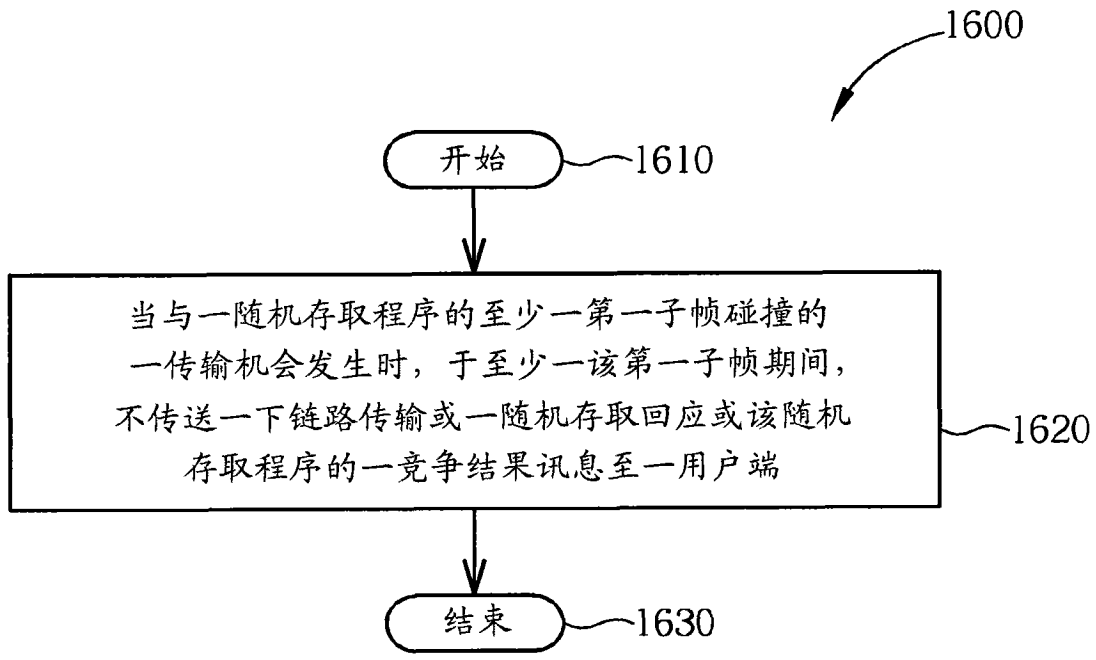 1600
开始
1610
当与一随机存取程序的至少一第一子帧碰撞的
一传输机会发生时，于至少一该第一子帧期间，
不传送一下链路传输或一随机存取回应或该随机
存取程序的一竞争结果讯息至一用户端
1620
结束
1630